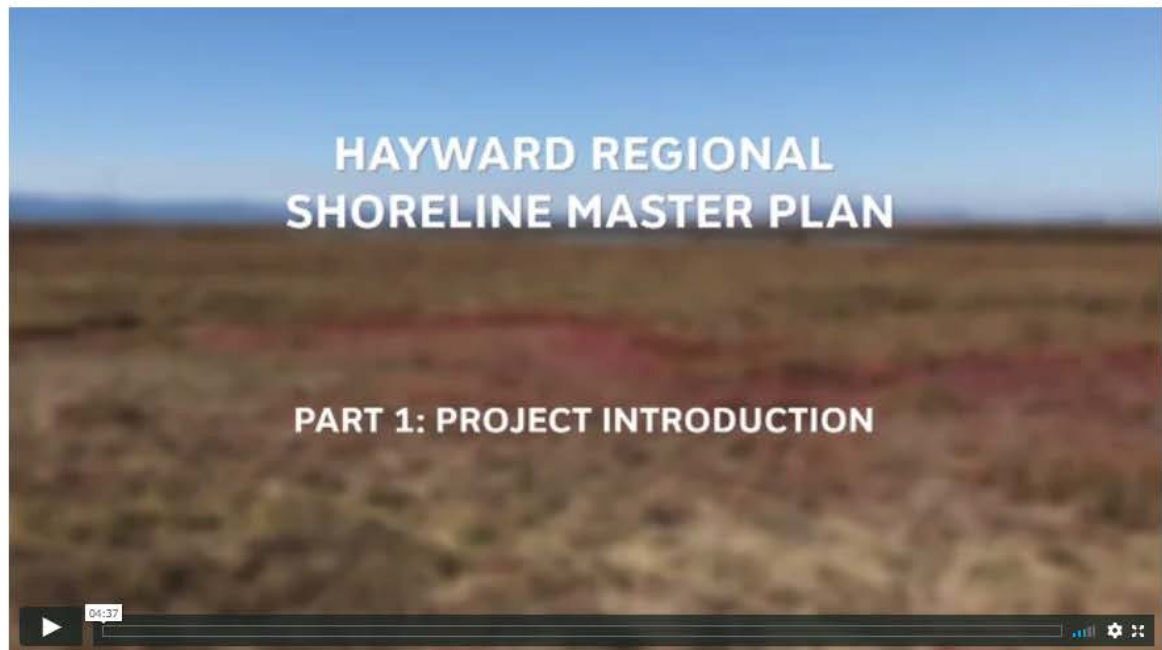 HAYWARD REGIONAL
SHORELINE MASTER PLAN
PART 1: PROJECT INTRODUCTION
04:37